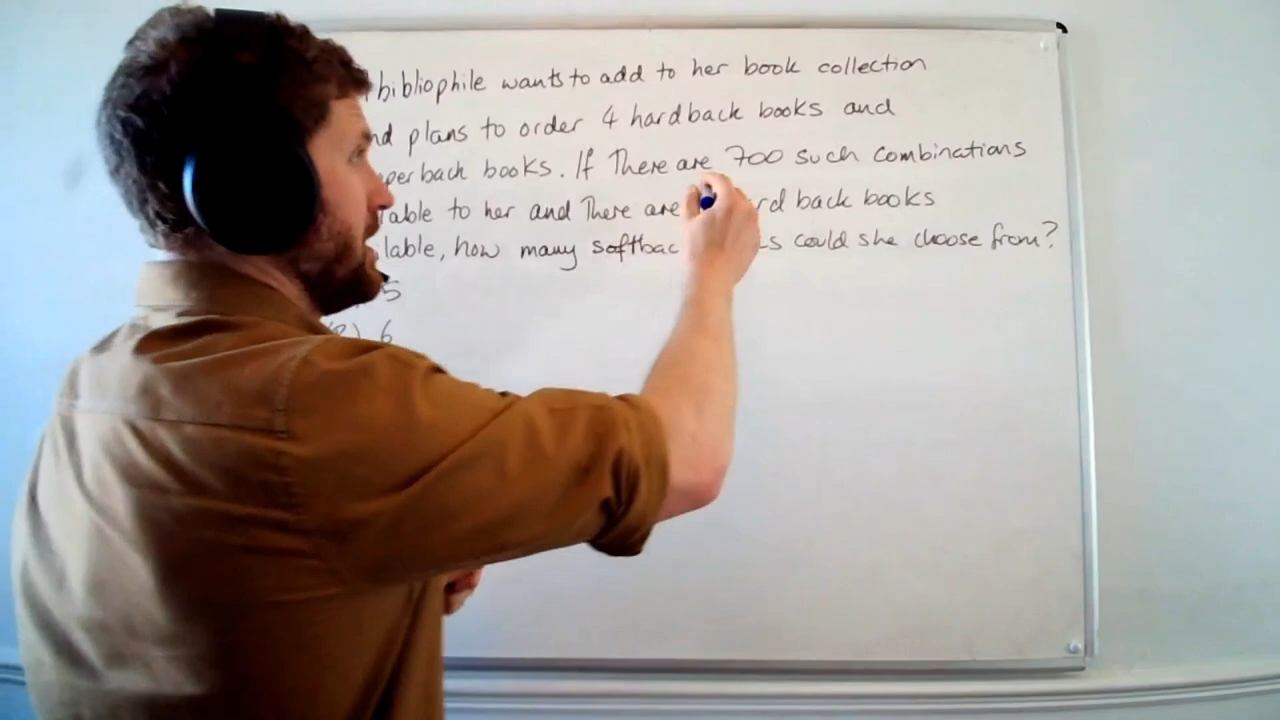 bibliophile wants to add to her book collection
nd plans to order 4 hardback books and
perback books. If There are 700 such combinations
able to her and There are rd back books
lable, how many softbac s could she choose from?
5
(B) 6